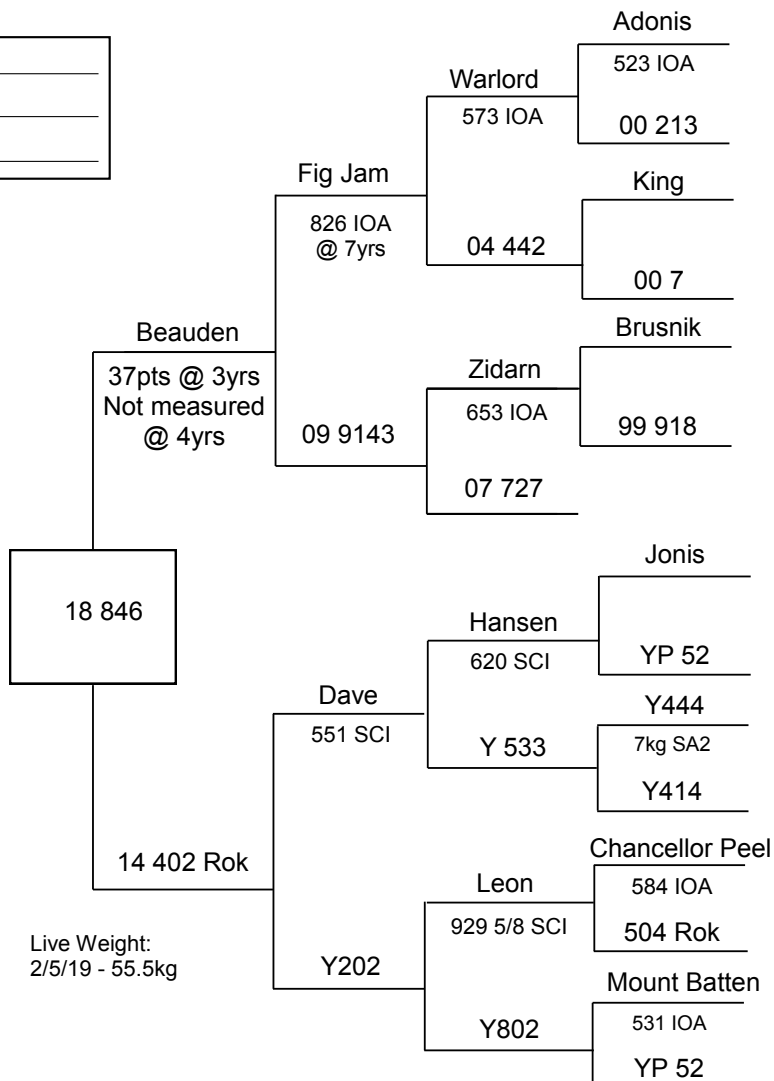 Adonis
523 IOA
Warlord
573 IOA
00 213
Fig Jam
King
826 IOA
@ 7yrs
04 442
00 7
Beauden
Brusnik
37pts @ 3yrs
Not measured
@ 4yrs
Zidarn
653 IOA
09 9143
99 918
07 727
18 846
Jonis
Hansen
620 SCI
YP 52
Dave
551 SCI
Y444
Y 533
7kg SA2
Y414
14 402 Rok
Chancellor Peel
Leon
584 IOA
929 5/8 SCI
504 Rok
Live Weight:
2/5/19 - 55.5kg
Y202
Mount Batten
Y802
531 IOA
YP 52